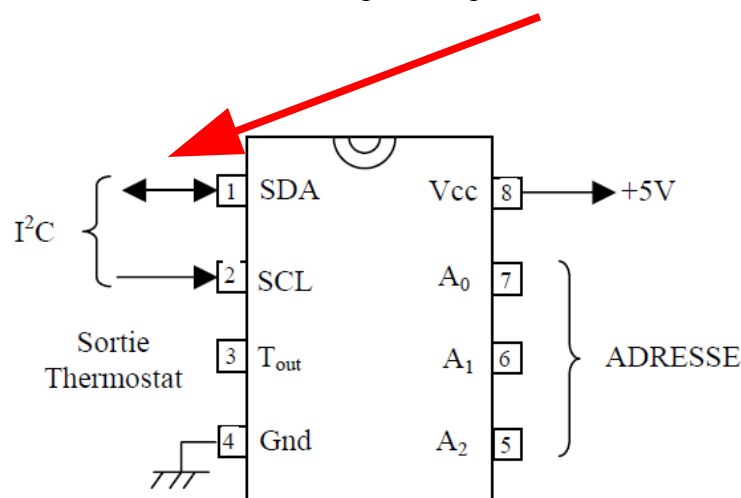 1 SDA Vcc 8 +5V
I²C
2 SCL A₀ 7
Sortie
Thermostat
3 Tout A₁ 6 ADRESSE
4 Gnd A₂ 5